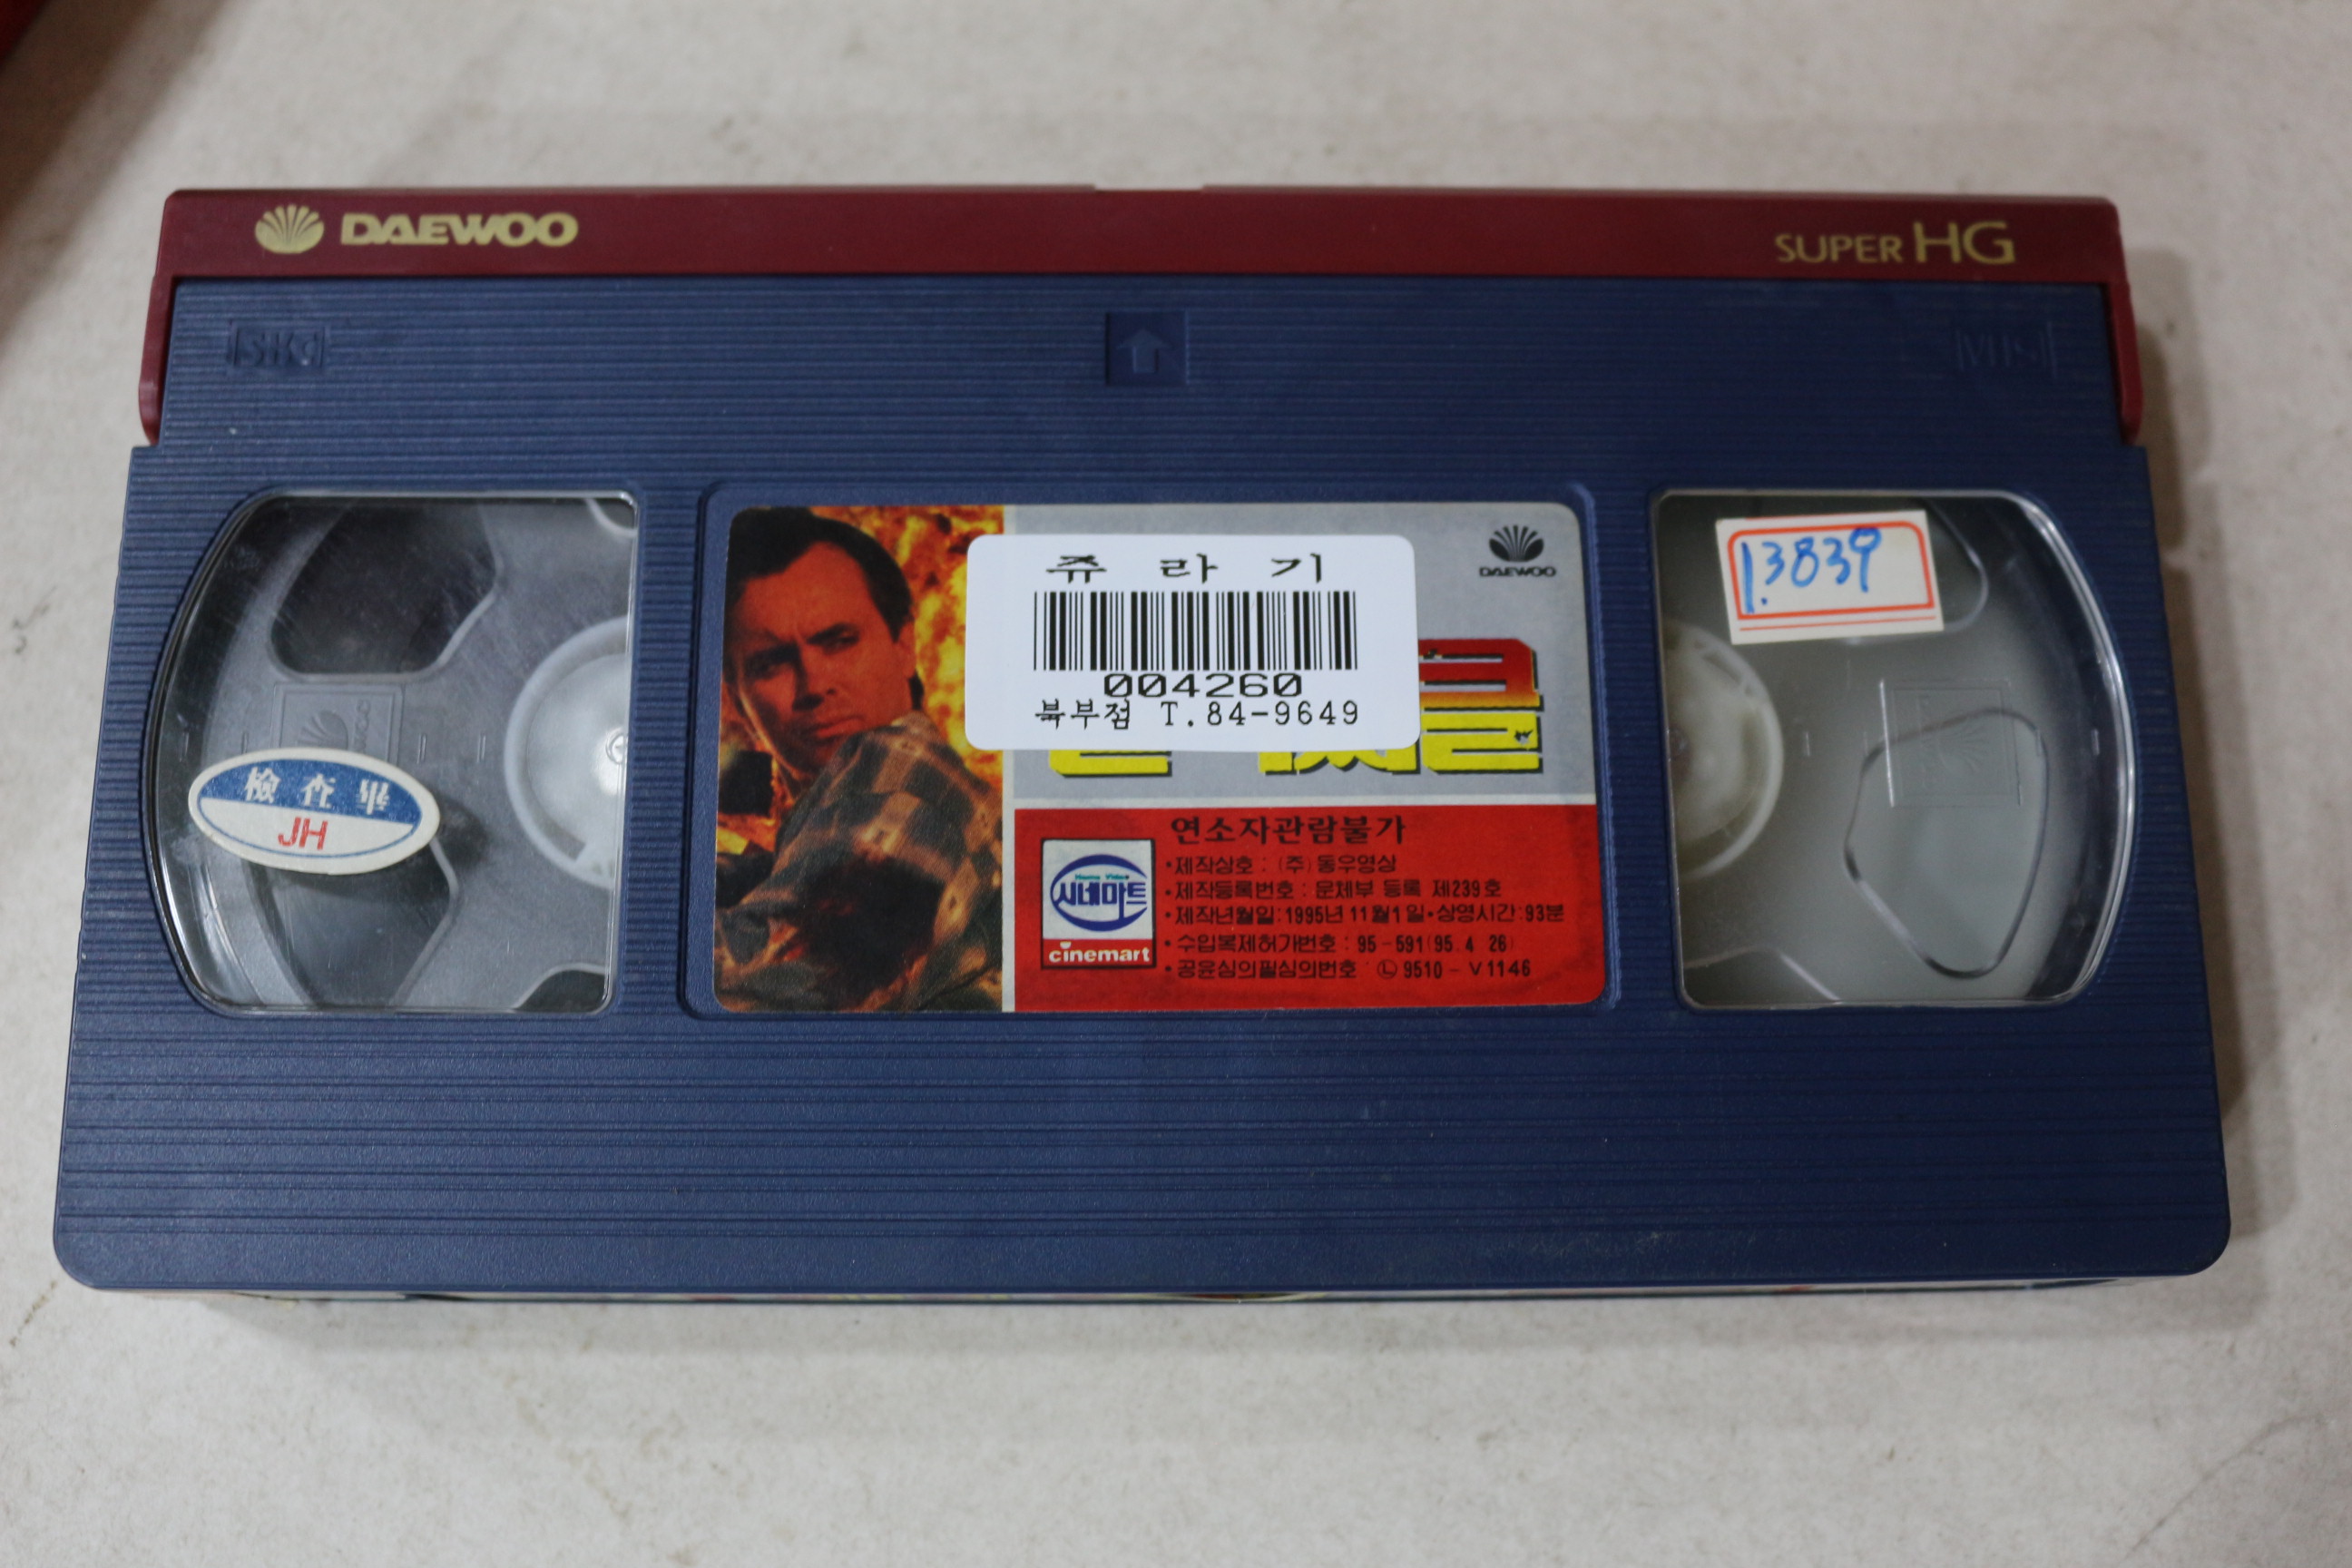 DAEWOO
SUPER HG
SKC
쥬라기
004260
북부점 T.84-9649
DAEWOO
1.3839
検査畢
JH
연소자관람불가
Home Video
시네마트
cinemart
•제작상호 : (주)동우영상
•제작등록번호 : 문체부 등록 제239호
•제작년월일:1995년 11월1일•상영시간:93분
•수입복제허가번호 : 95-591(95.4.26)
•공윤심의필심의번호 Ⓛ9510-V1146